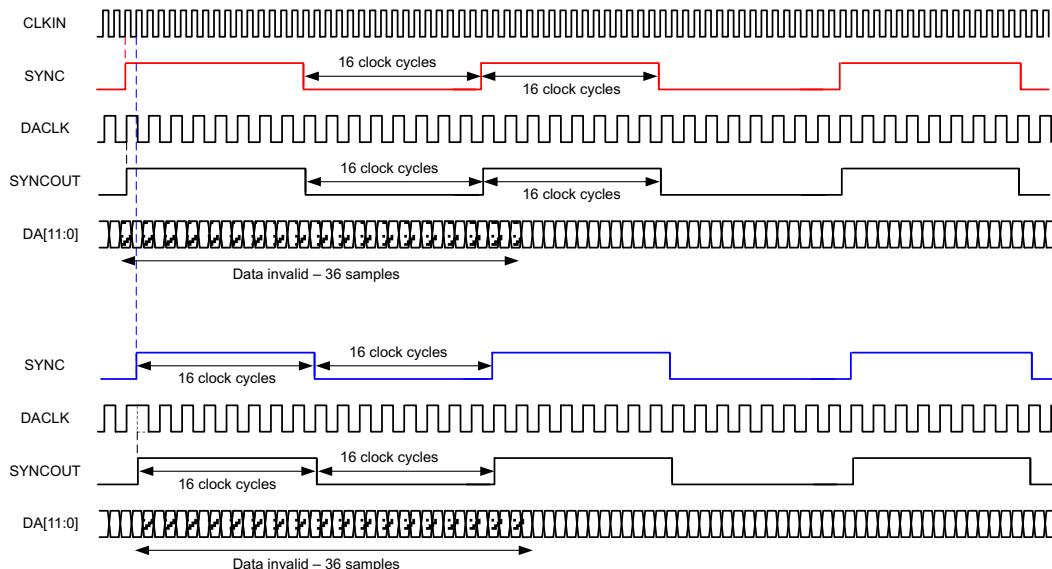 CLKIN
SYNC
16 clock cycles
16 clock cycles
DACLK
SYNCOUT
16 clock cycles
16 clock cycles
DA[11:0]
Data invalid – 36 samples
SYNC
16 clock cycles
16 clock cycles
DACLK
SYNCOUT
16 clock cycles
16 clock cycles
DA[11:0]
Data invalid – 36 samples